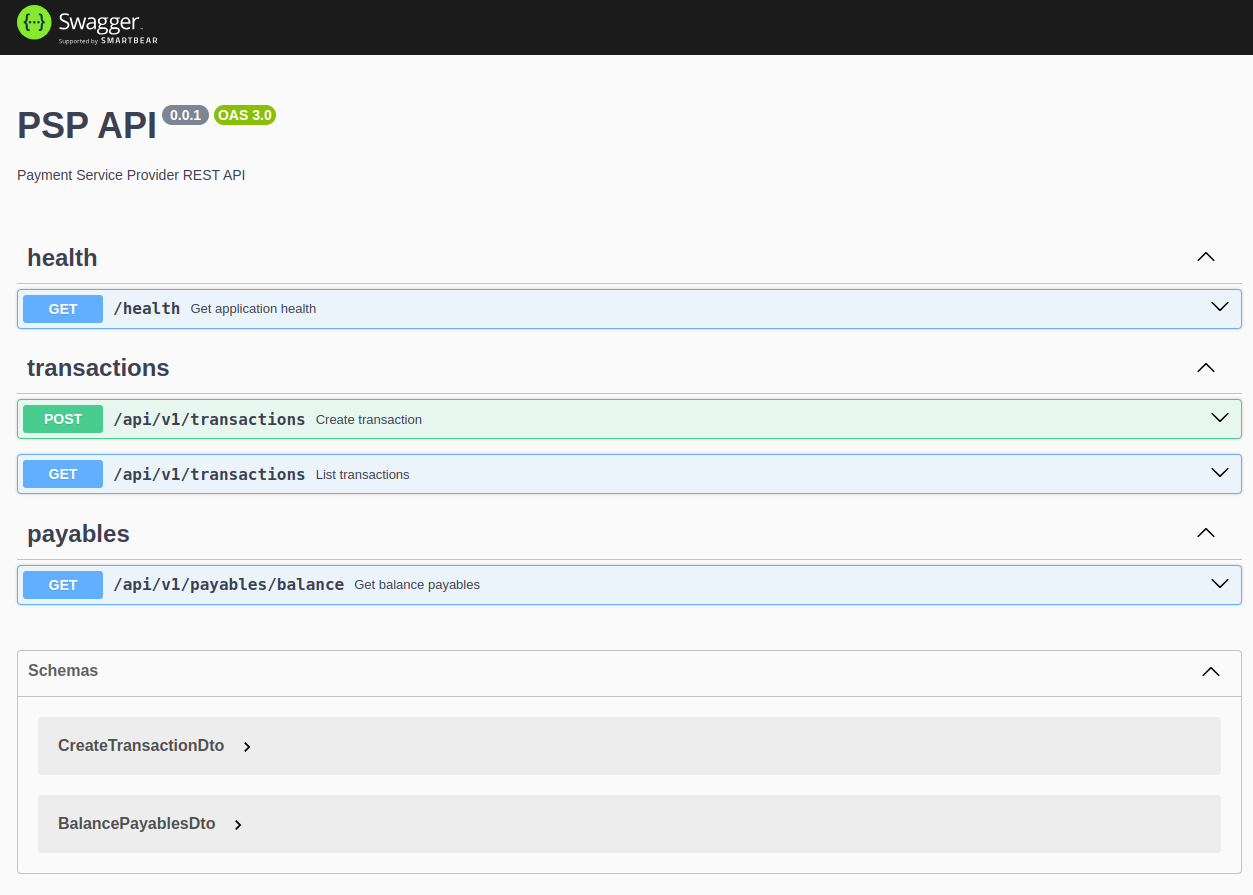 Swagger
Supported by SMARTBEAR
PSP API 0.0.1 OAS 3.0
Payment Service Provider REST API
health
GET /health Get application health
transactions
POST /api/v1/transactions Create transaction
GET /api/v1/transactions List transactions
payables
GET /api/v1/payables/balance Get balance payables
Schemas
CreateTransactionDto
BalancePayablesDto